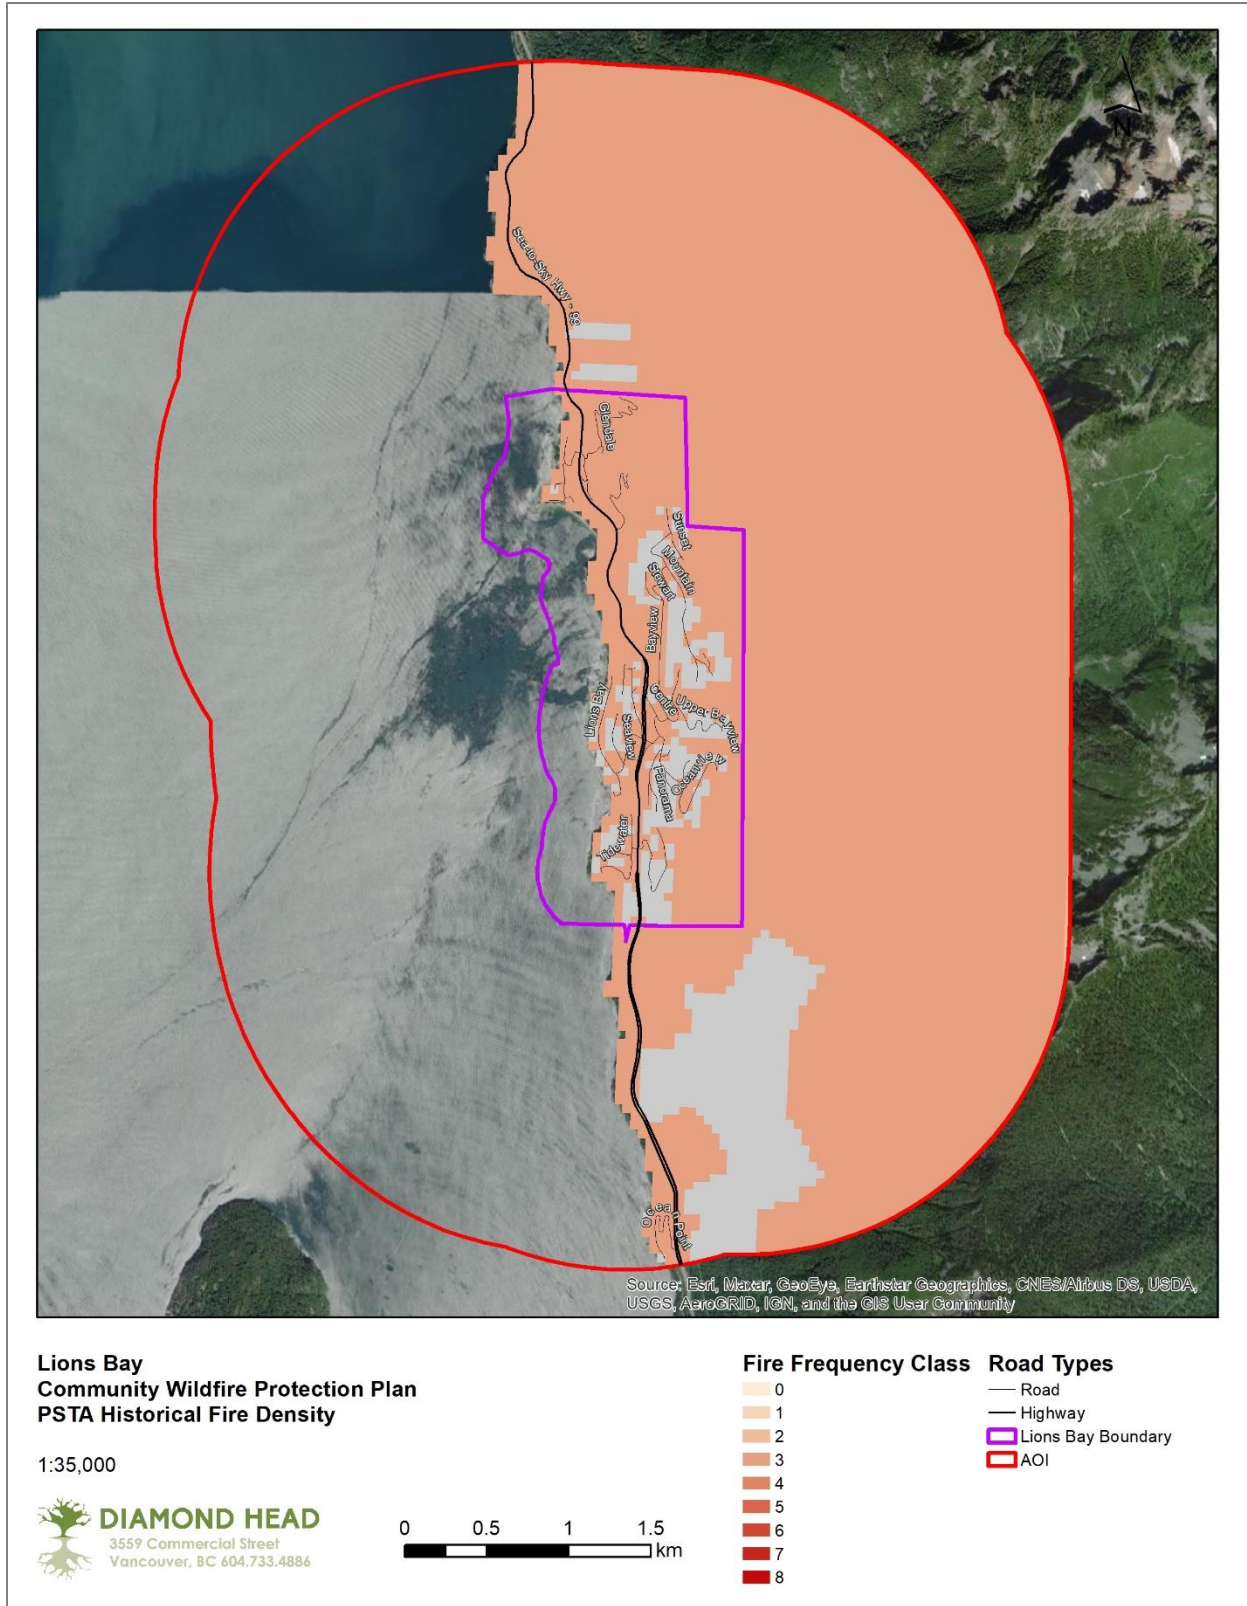 N
Sea-to-Sky Hwy - 99
Glendale
Sunset
Mountain
Stewart
Bayview
Centre
Upper Bayview
Lions Bay
Seaview
Oceanview
Panorama
Tidewater
Ocean Point
Source: Esri, Maxar, GeoEye, Earthstar Geographics, CNES/Airbus DS, USDA,
USGS, AeroGRID, IGN, and the GIS User Community
Lions Bay
Community Wildfire Protection Plan
PSTA Historical Fire Density
1:35,000
DIAMOND HEAD
3559 Commercial Street
Vancouver, BC 604.733.4886
0 0.5 1 1.5
km
Fire Frequency Class
0
1
2
3
4
5
6
7
8
Road Types
Road
Highway
Lions Bay Boundary
AOI